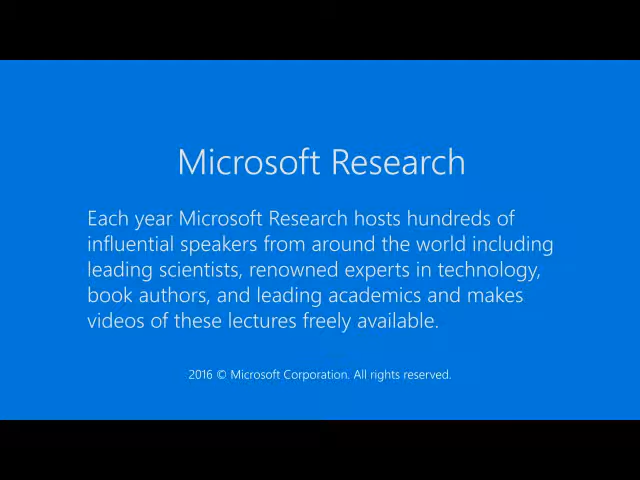 Microsoft Research
Each year Microsoft Research hosts hundreds of
influential speakers from around the world including
leading scientists, renowned experts in technology,
book authors, and leading academics and makes
videos of these lectures freely available.
2016 © Microsoft Corporation. All rights reserved.